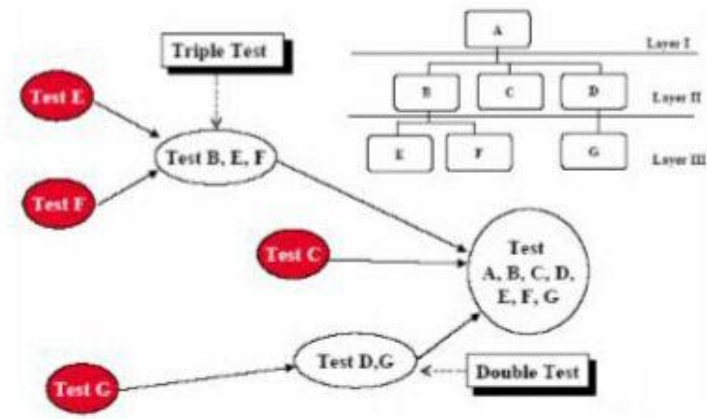 Triple Test
A
Layer I
Test E
B
C
D
Layer II
Test B, E, F
E
F
G
Layer III
Test F
Test C
Test
A, B, C, D,
E, F, G
Test D,G
Test G
Double Test